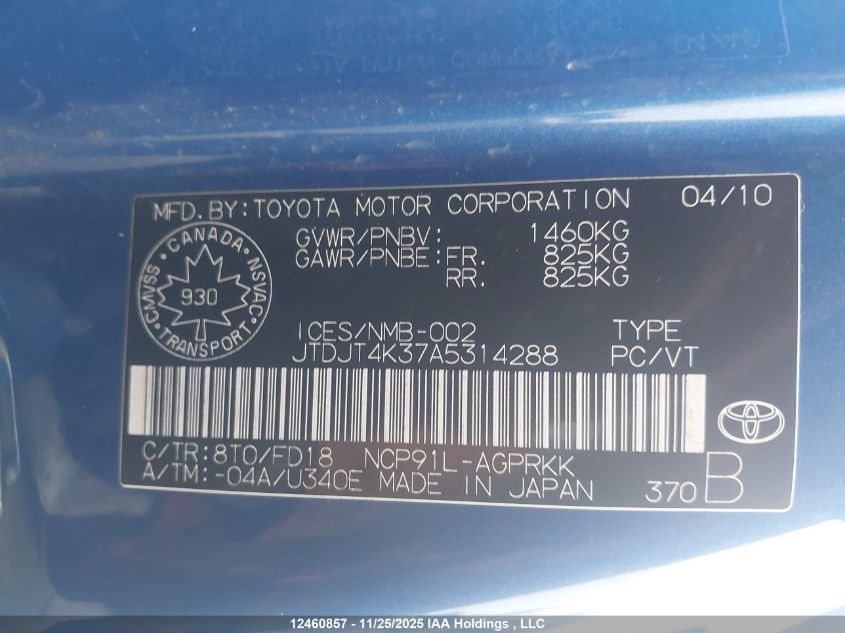 MFD.BY:TOYOTA MOTOR CORPORATION 04/10
GVWR/PNBV: 1460KG
GAWR/PNBE:FR. 825KG
RR. 825KG
CANADA
CMVSS 930 NSVAC
TRANSPORT
ICES/NMB-002 TYPE
JTDJT4K37A5314288 PC/VT
C/TR:8T0/FD18 NCP91L-AGPRKK
A/TM:-04A/U340E MADE IN JAPAN 370 B
12460857 - 11/25/2025 IAA Holdings , LLC